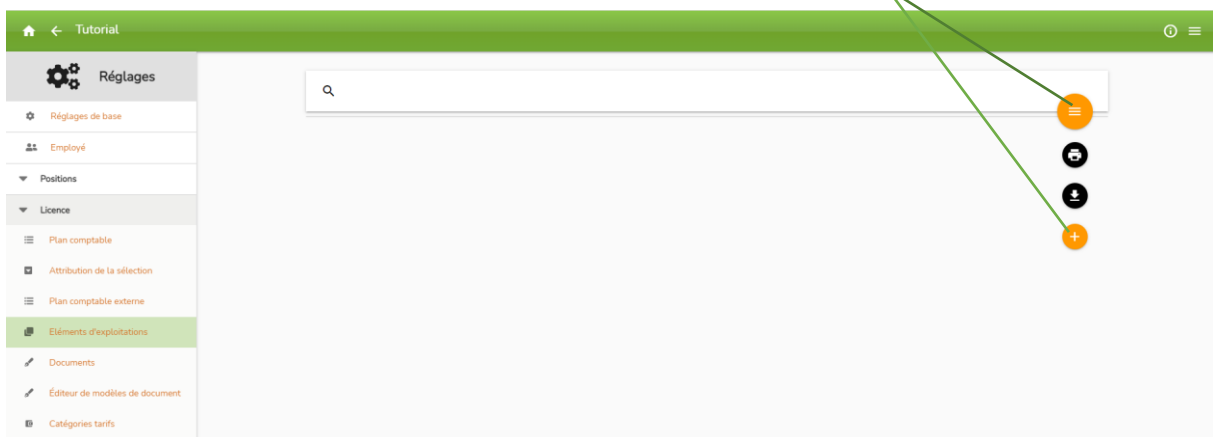 Tutorial
Réglages
Réglages de base
Employé
Positions
Licence
Plan comptable
Attribution de la sélection
Plan comptable externe
Eléments d'exploitations
Documents
Éditeur de modèles de document
Catégories tarifs